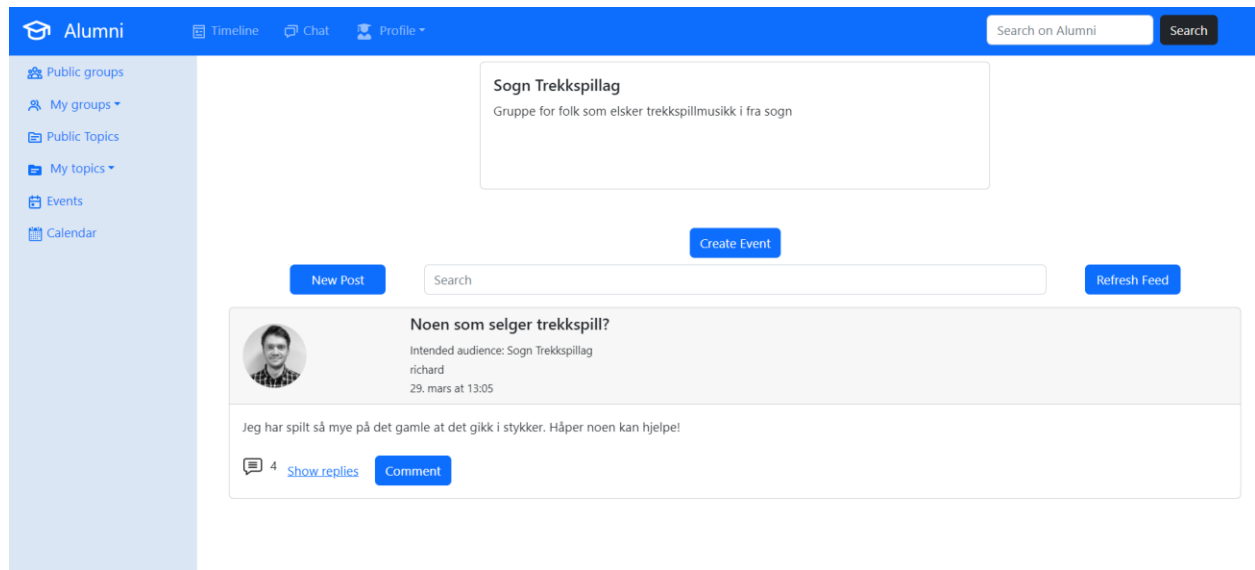 Alumni
Timeline
Chat
Profile
Search on Alumni
Search
Public groups
My groups
Public Topics
My topics
Events
Calendar
Sogn Trekkspillag
Gruppe for folk som elsker trekkspillmusikk i fra sogn
Create Event
New Post
Search
Refresh Feed
Noen som selger trekkspill?
Intended audience: Sogn Trekkspillag
richard
29. mars at 13:05
Jeg har spilt så mye på det gamle at det gikk i stykker. Håper noen kan hjelpe!
4 Show replies Comment